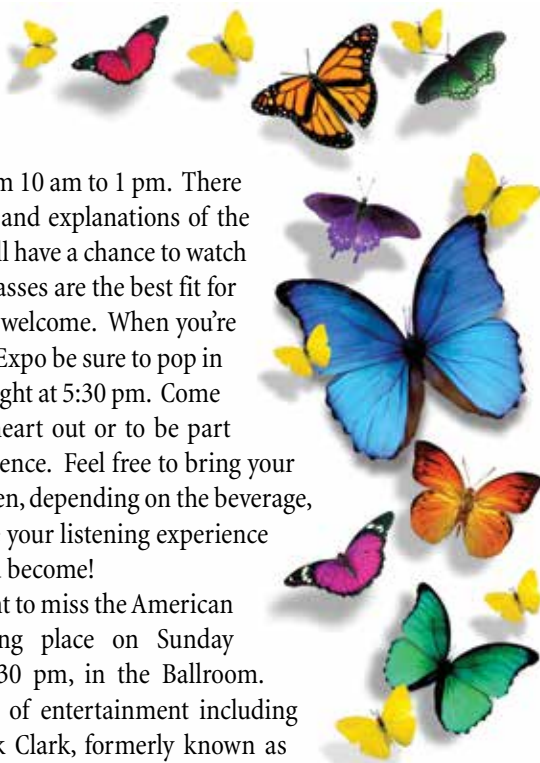 m 10 am to 1 pm. There
and explanations of the
ll have a chance to watch
asses are the best fit for
welcome. When you're
Expo be sure to pop in
ght at 5:30 pm. Come
eart out or to be part
ence. Feel free to bring your
en, depending on the beverage,
your listening experience
become!
nt to miss the American
ng place on Sunday
30 pm, in the Ballroom.
of entertainment including
k Clark, formerly known as